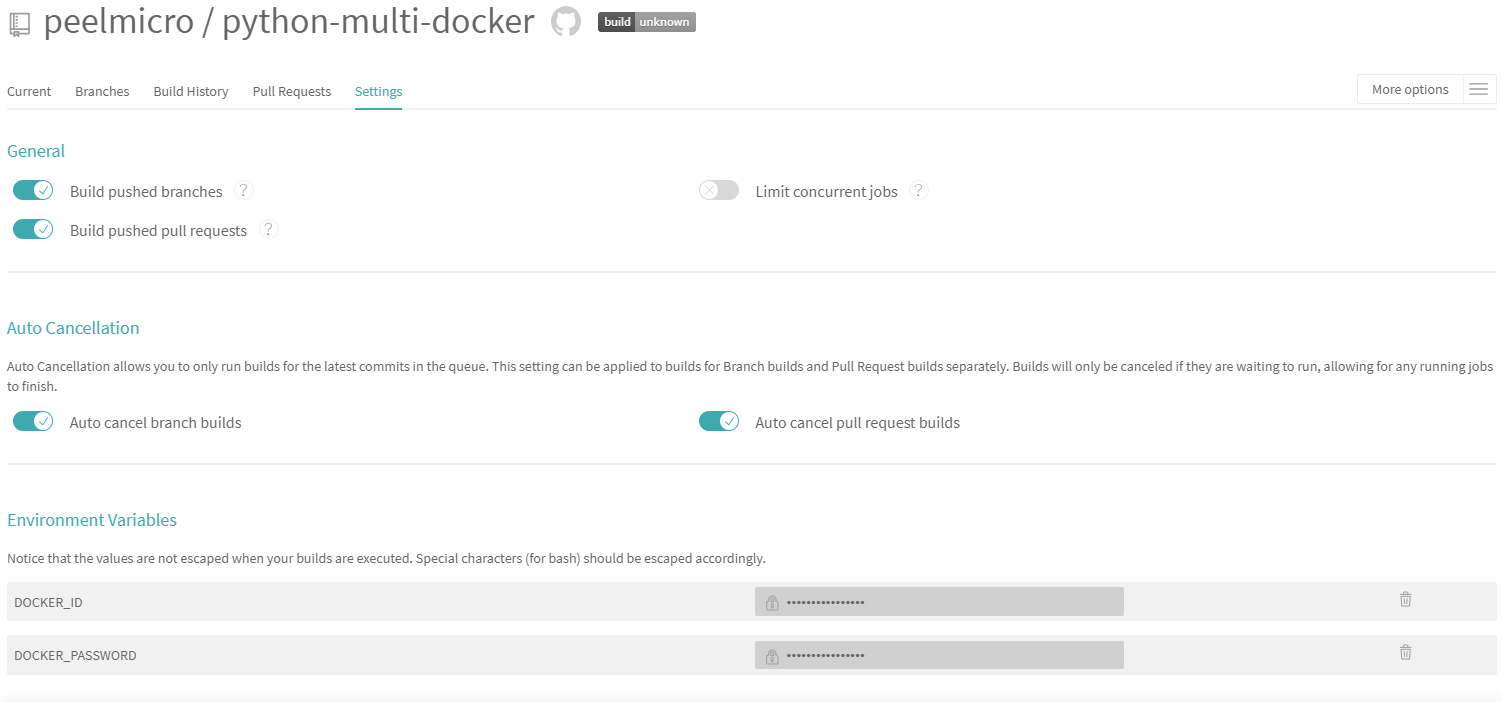 peelmicro / python-multi-docker
build unknown
Current Branches Build History Pull Requests Settings More options
General
Build pushed branches ? Limit concurrent jobs ?
Build pushed pull requests ?
Auto Cancellation
Auto Cancellation allows you to only run builds for the latest commits in the queue. This setting can be applied to builds for Branch builds and Pull Request builds separately. Builds will only be canceled if they are waiting to run, allowing for any running jobs
to finish.
Auto cancel branch builds Auto cancel pull request builds
Environment Variables
Notice that the values are not escaped when your builds are executed. Special characters (for bash) should be escaped accordingly.
DOCKER_ID ••••••••••••••••
DOCKER_PASSWORD ••••••••••••••••